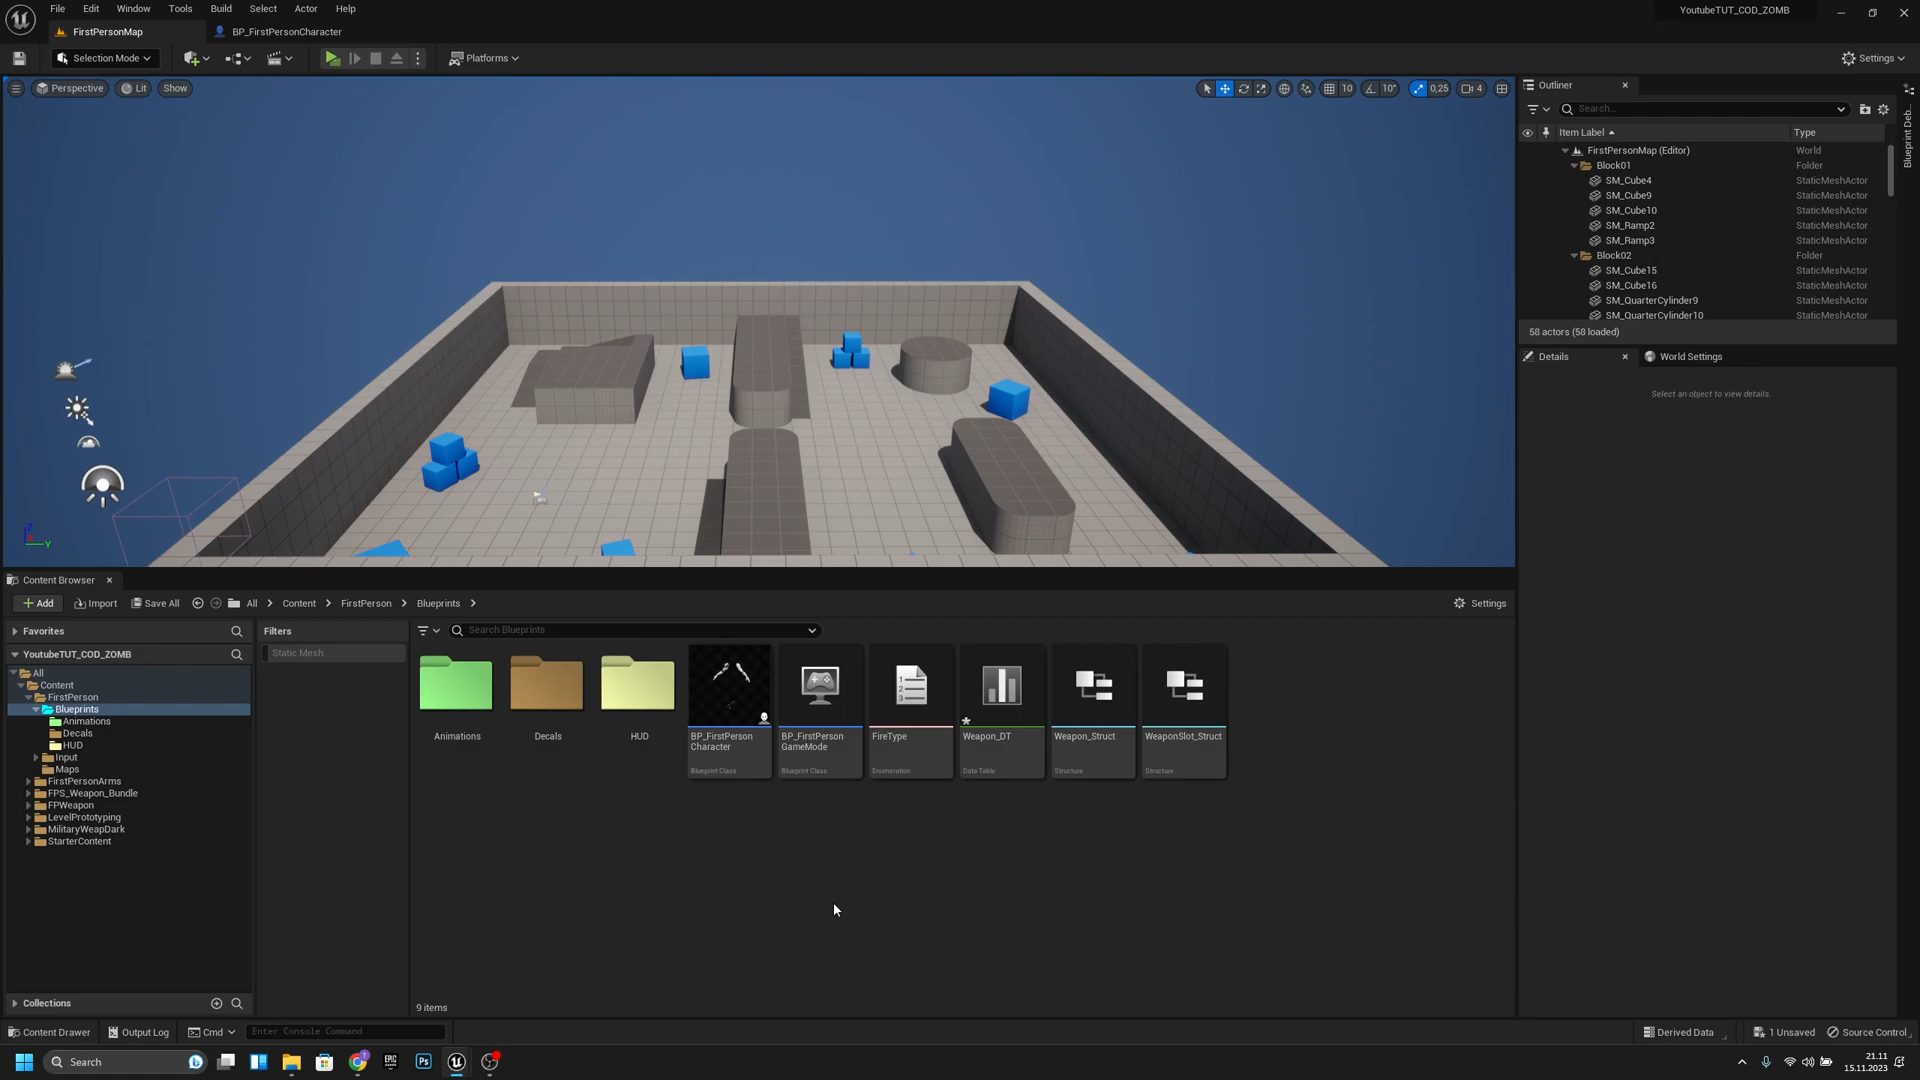 File Edit Window Tools Build Select Actor Help
YoutubeTUT_COD_ZOMB
FirstPersonMap
BP_FirstPersonCharacter
Selection Mode
Platforms
Settings
Perspective
Lit
Show
10
10°
0,25
4
Outliner
Search...
Item Label
Type
FirstPersonMap (Editor) World
Block01 Folder
SM_Cube4 StaticMeshActor
SM_Cube9 StaticMeshActor
SM_Cube10 StaticMeshActor
SM_Ramp2 StaticMeshActor
SM_Ramp3 StaticMeshActor
Block02 Folder
SM_Cube15 StaticMeshActor
SM_Cube16 StaticMeshActor
SM_QuarterCylinder9 StaticMeshActor
SM_QuarterCylinder10 StaticMeshActor
58 actors (58 loaded)
Blueprint Deb...
Details
World Settings
Select an object to view details.
Z
Y
Content Browser
Add
Import
Save All
All
Content
FirstPerson
Blueprints
Settings
Favorites
YoutubeTUT_COD_ZOMB
All
Content
FirstPerson
Blueprints
Animations
Decals
HUD
Input
Maps
FirstPersonArms
FPS_Weapon_Bundle
FPWeapon
LevelPrototyping
MilitaryWeapDark
StarterContent
Collections
Filters
Static Mesh
Search Blueprints
Animations
Decals
HUD
BP_FirstPerson
Character
Blueprint Class
BP_FirstPerson
GameMode
Blueprint Class
FireType
Enumeration
Weapon_DT
Data Table
Weapon_Struct
Structure
WeaponSlot_Struct
Structure
9 items
Content Drawer
Output Log
Cmd
Enter Console Command
Derived Data
1 Unsaved
Source Control
Search
21.11
15.11.2023